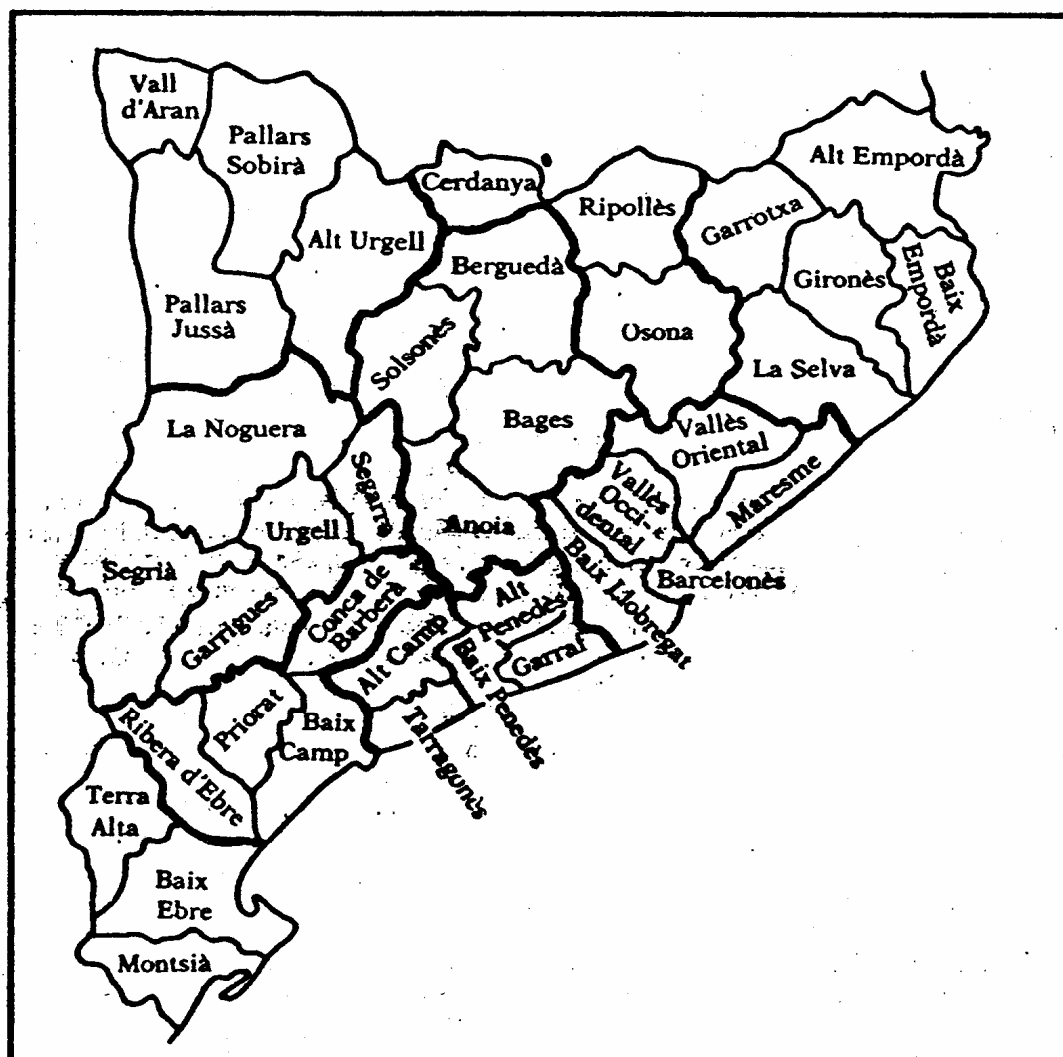 Vall
d'Aran
Pallars
Sobirà
Alt Urgell
Cerdanya
Ripollès
Garrotxa
Alt Empordà
Pallars
Jussà
Berguedà
Solsonès
Osona
Gironès
Baix
Empordà
La Selva
La Noguera
Segarra
Bages
Vallès
Oriental
Vallès
Occi-
dental
Maresme
Urgell
Anoia
Segrià
Garrigues
Conca de
Barberà
Alt
Penedès
Baix Llobregat
Barcelonès
Alt Camp
Baix Penedès
Garraf
Ribera d'Ebre
Priorat
Baix
Camp
Tarragonès
Terra
Alta
Baix
Ebre
Montsià